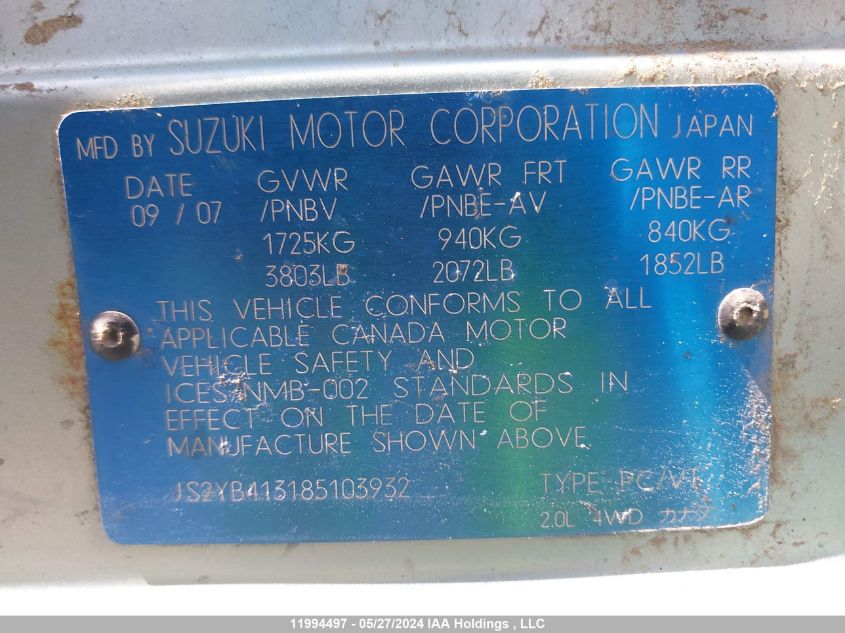 MFD BY SUZUKI MOTOR CORPORATION JAPAN
DATE GVWR GAWR FRT GAWR RR
09 / 07 /PNBV /PNBE-AV /PNBE-AR
1725KG 940KG 840KG
3803LB 2072LB 1852LB
THIS VEHICLE CONFORMS TO ALL
APPLICABLE CANADA MOTOR
VEHICLE SAFETY AND
ICES/NMB-002 STANDARDS IN
EFFECT ON THE DATE OF
MANUFACTURE SHOWN ABOVE
JS2YB413185103932 TYPE-PC/VT
2.0L 4WD カナダ
11994497 - 05/27/2024 IAA Holdings , LLC